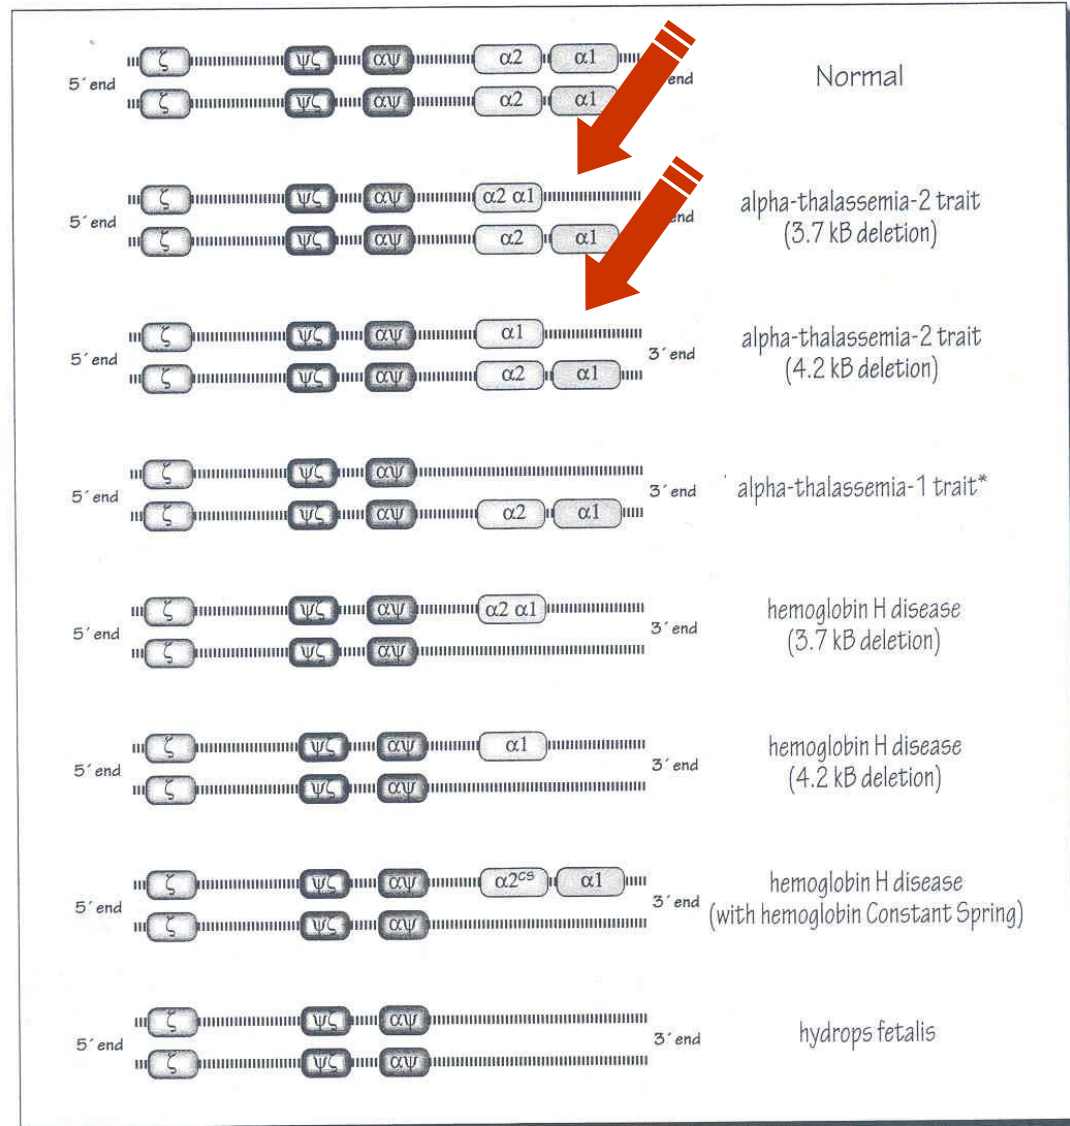 ζ ψζ αψ α2 α1
5´ end end Normal
ζ ψζ αψ α2 α1
ζ ψζ αψ α2 α1
5´ end end alpha-thalassemia-2 trait
(3.7 kB deletion)
ζ ψζ αψ α2 α1
ζ ψζ αψ α1
5´ end 3´ end alpha-thalassemia-2 trait
(4.2 kB deletion)
ζ ψζ αψ α2 α1
ζ ψζ αψ
5´ end 3´ end alpha-thalassemia-1 trait*
ζ ψζ αψ α2 α1
ζ ψζ αψ α2 α1
5´ end 3´ end hemoglobin H disease
(3.7 kB deletion)
ζ ψζ αψ
ζ ψζ αψ α1
5´ end 3´ end hemoglobin H disease
(4.2 kB deletion)
ζ ψζ αψ
ζ ψζ αψ α2ᶜˢ α1
5´ end 3´ end hemoglobin H disease
(with hemoglobin Constant Spring)
ζ ψζ αψ
ζ ψζ αψ
5´ end 3´ end hydrops fetalis
ζ ψζ αψ